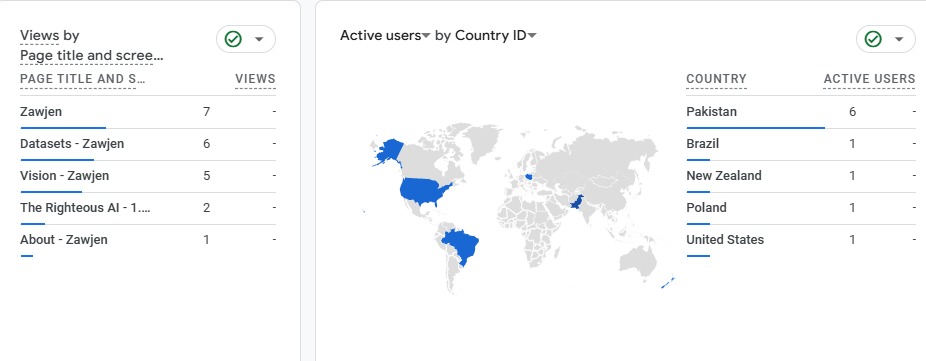 Views by
Page title and scree...
PAGE TITLE AND S... VIEWS
Zawjen 7 -
Datasets - Zawjen 6 -
Vision - Zawjen 5 -
The Righteous AI - 1.... 2 -
About - Zawjen 1 -
Active users by Country ID
COUNTRY ACTIVE USERS
Pakistan 6 -
Brazil 1 -
New Zealand 1 -
Poland 1 -
United States 1 -